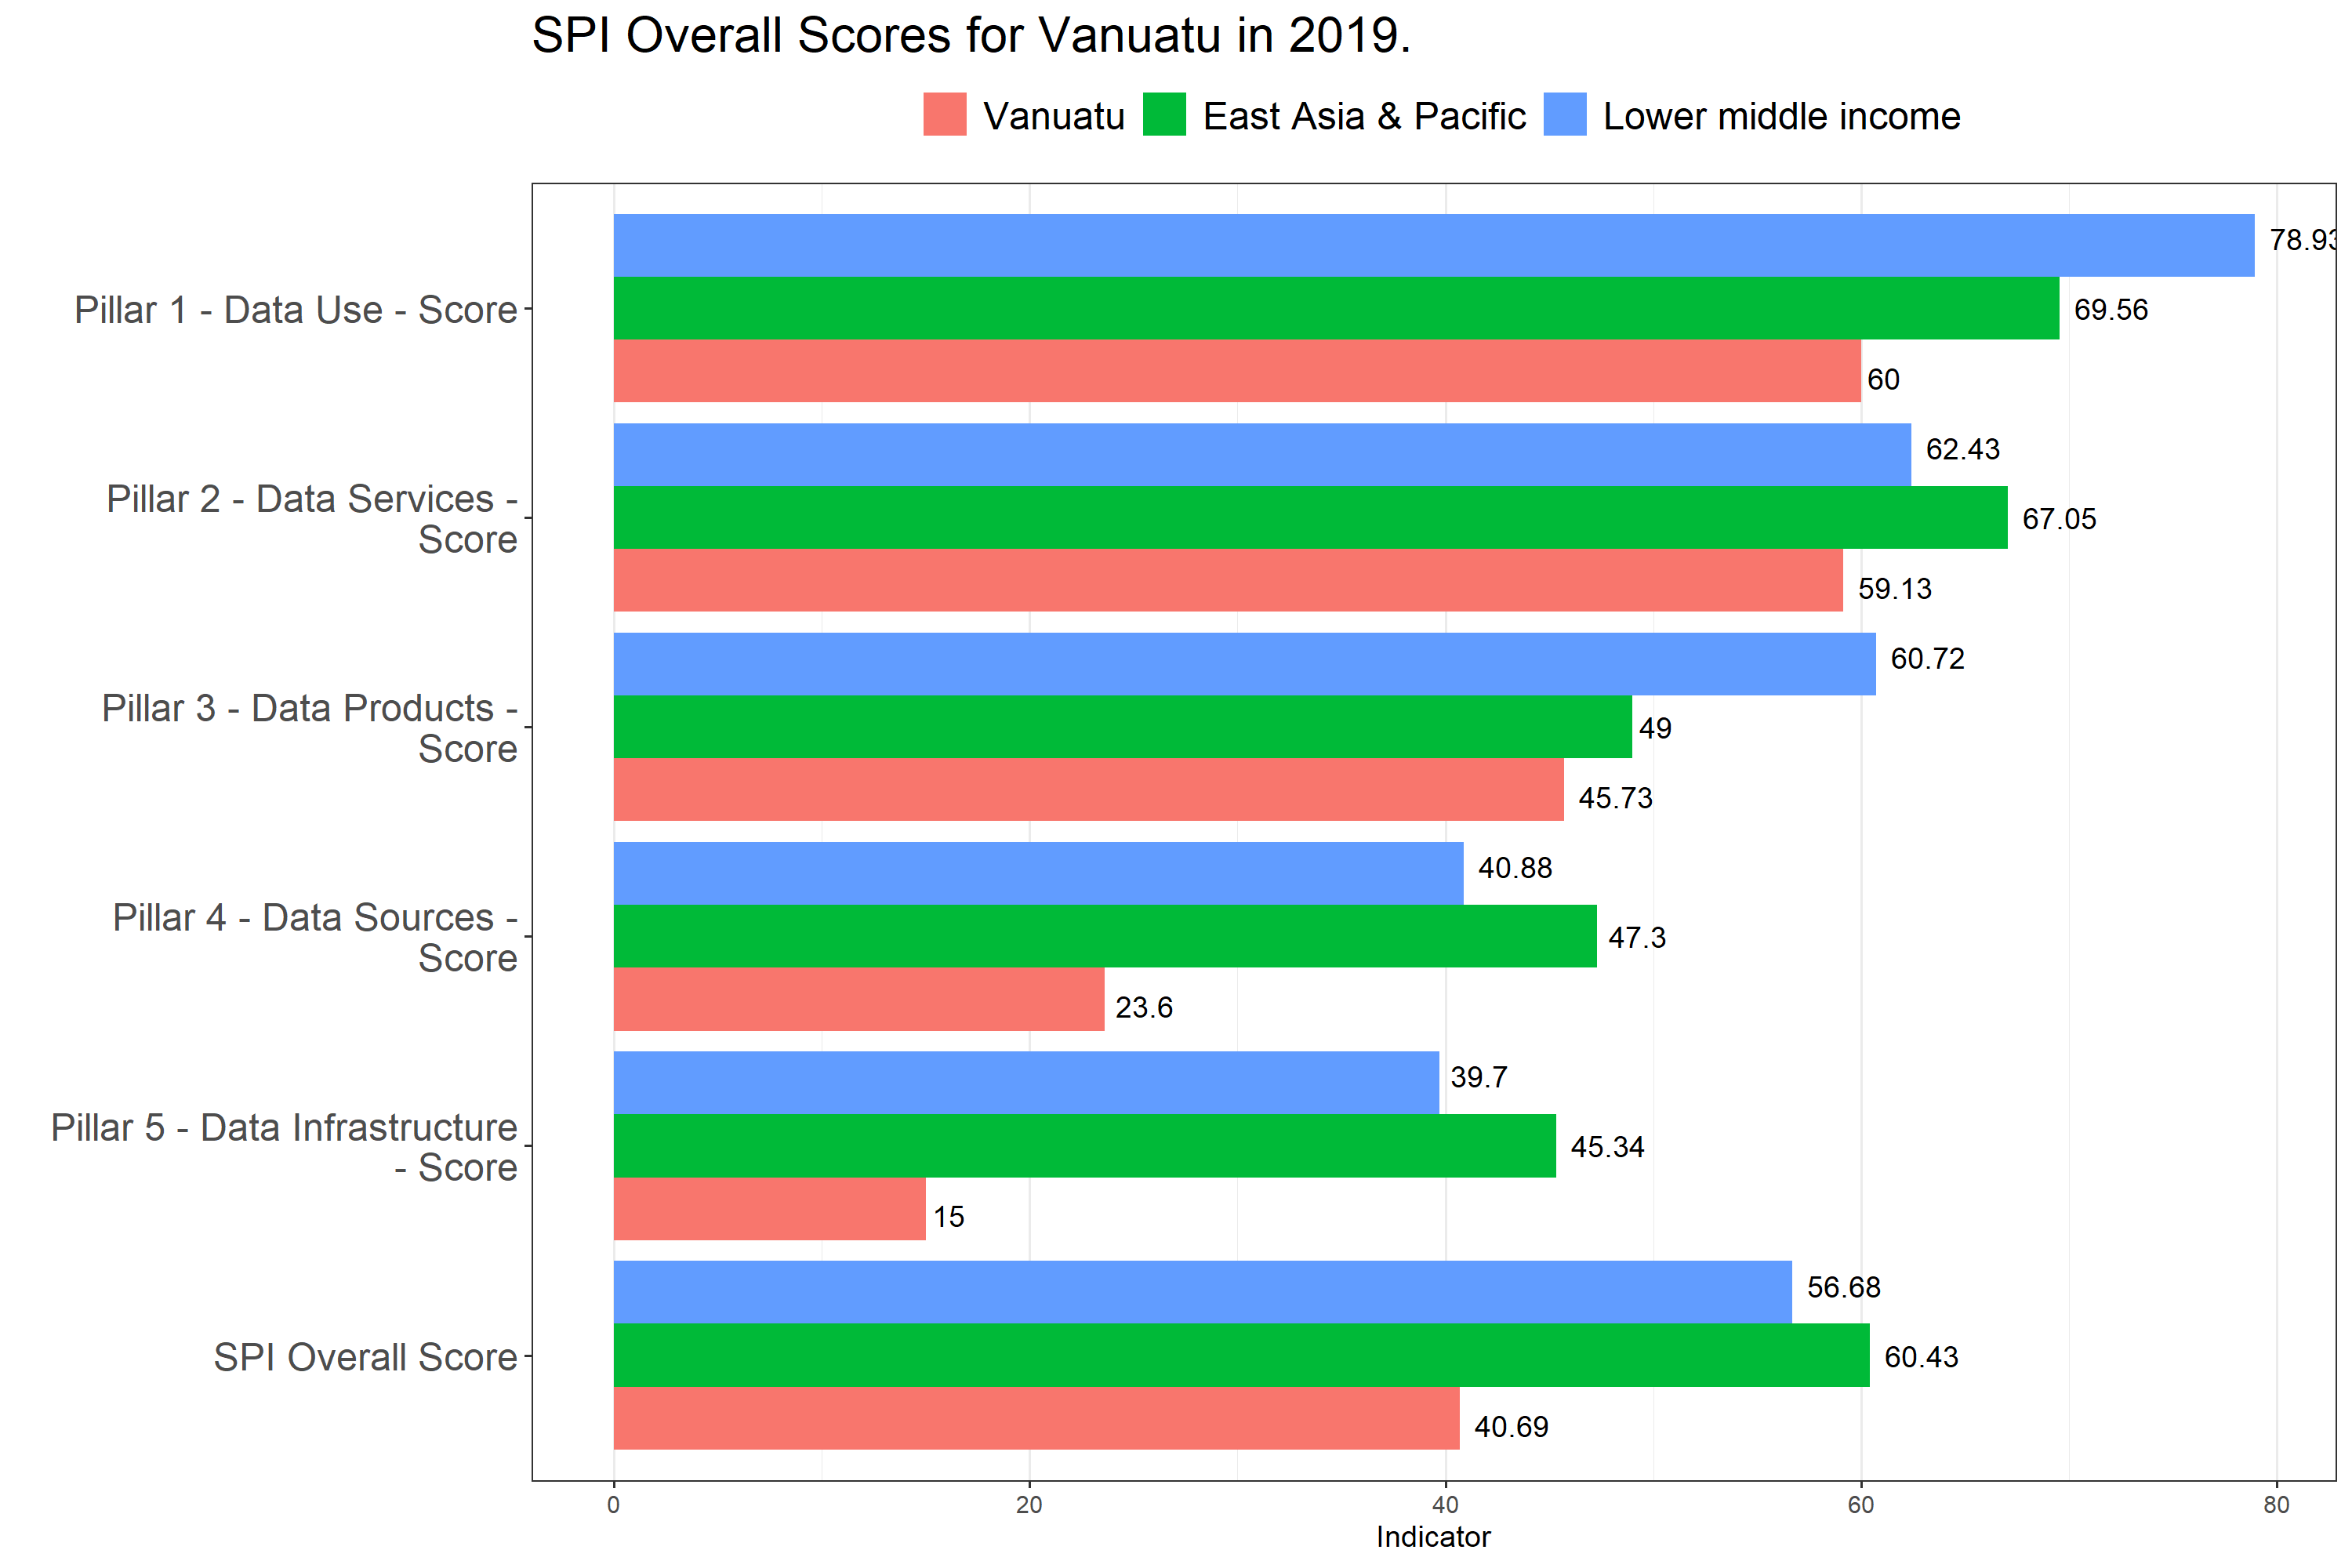 SPI Overall Scores for Vanuatu in 2019.
Vanuatu East Asia & Pacific Lower middle income
Pillar 1 - Data Use - Score
78.93
69.56
60
Pillar 2 - Data Services -
Score
62.43
67.05
59.13
Pillar 3 - Data Products -
Score
60.72
49
45.73
Pillar 4 - Data Sources -
Score
40.88
47.3
23.6
Pillar 5 - Data Infrastructure
- Score
39.7
45.34
15
SPI Overall Score
56.68
60.43
40.69
0 20 40 60 80
Indicator